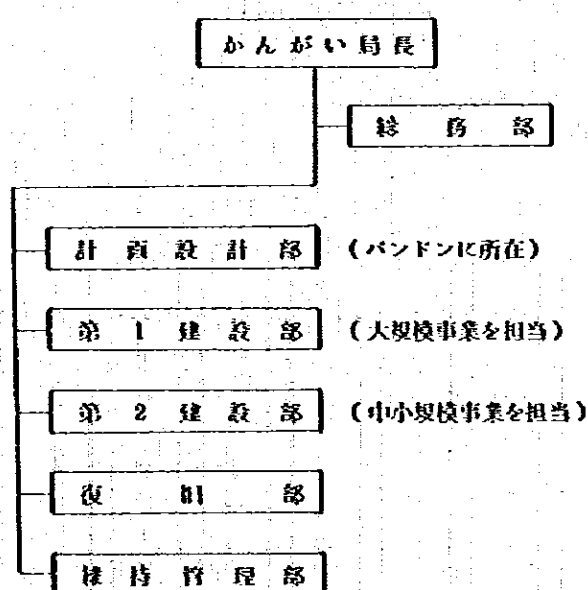 かんがい局長
総務部
計画設計部 (バンドンに所在)
第1建設部 (大規模事業を担当)
第2建設部 (中小規模事業を担当)
復旧部
維持管理部